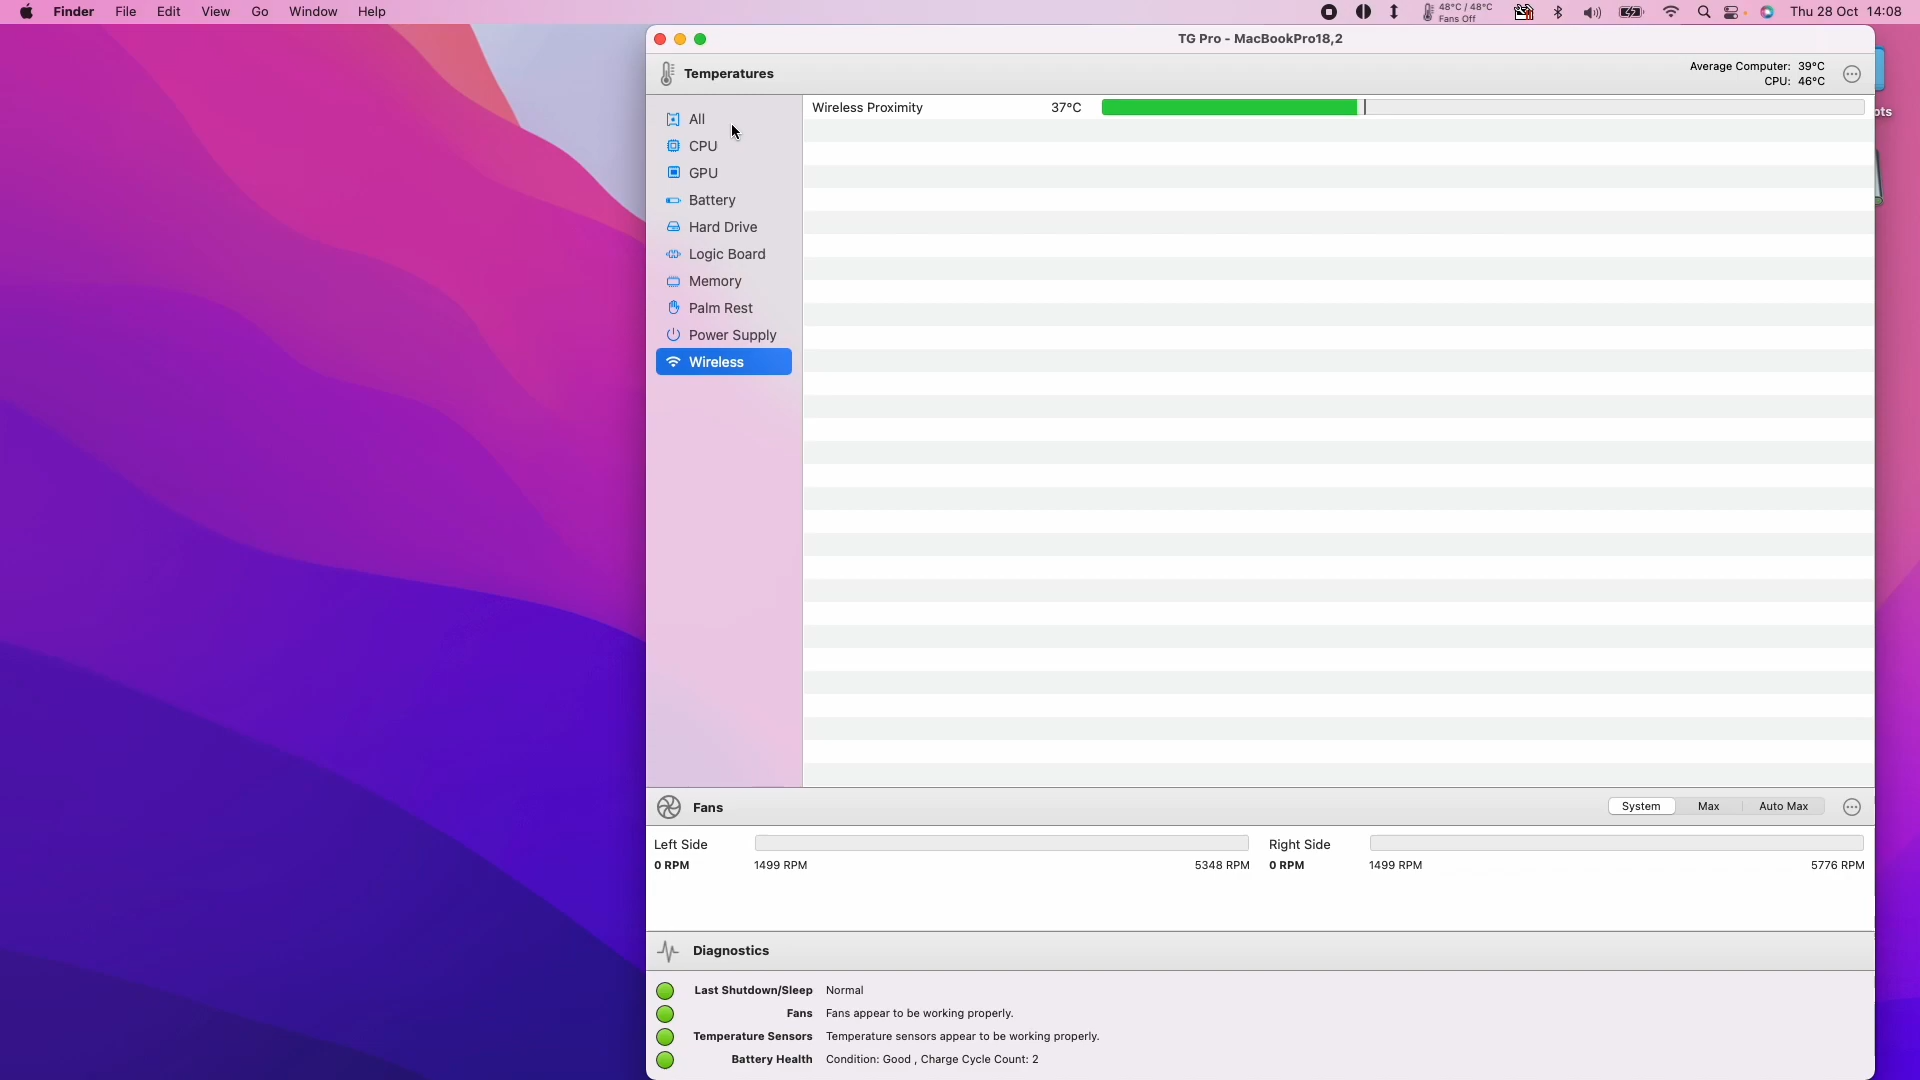 Finder File Edit View Go Window Help
48°C / 48°C
Fans Off
Thu 28 Oct 14:08
TG Pro - MacBookPro18,2
Temperatures
Average Computer: 39°C
CPU: 46°C
ots
All
CPU
GPU
Battery
Hard Drive
Logic Board
Memory
Palm Rest
Power Supply
Wireless
Wireless Proximity 37°C
Fans
System Max Auto Max
Left Side
0 RPM 1499 RPM 5348 RPM
Right Side
0 RPM 1499 RPM 5776 RPM
Diagnostics
Last Shutdown/Sleep Normal
Fans Fans appear to be working properly.
Temperature Sensors Temperature sensors appear to be working properly.
Battery Health Condition: Good , Charge Cycle Count: 2